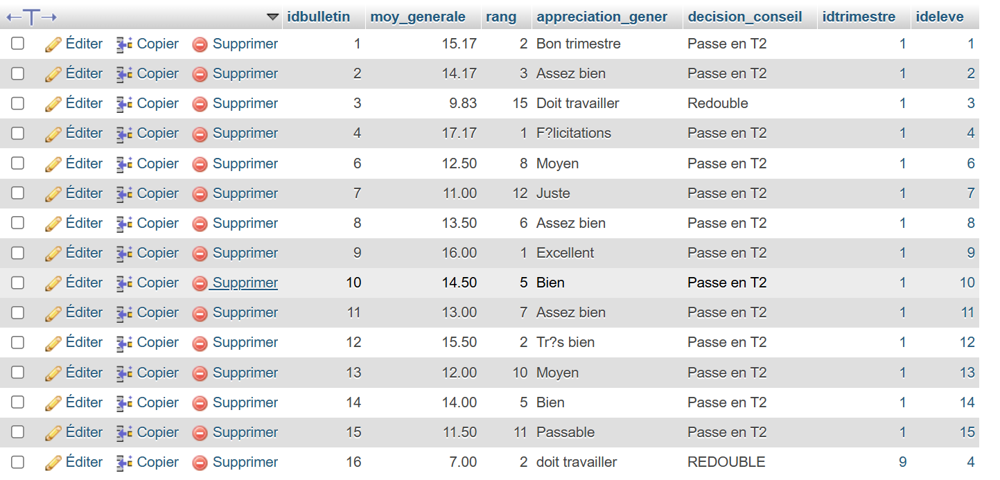 idbulletin moy_generale rang appreciation_gener decision_conseil idtrimestre ideleve
Éditer Copier Supprimer 1 15.17 2 Bon trimestre Passe en T2 1 1
Éditer Copier Supprimer 2 14.17 3 Assez bien Passe en T2 1 2
Éditer Copier Supprimer 3 9.83 15 Doit travailler Redouble 1 3
Éditer Copier Supprimer 4 17.17 1 F?licitations Passe en T2 1 4
Éditer Copier Supprimer 6 12.50 8 Moyen Passe en T2 1 6
Éditer Copier Supprimer 7 11.00 12 Juste Passe en T2 1 7
Éditer Copier Supprimer 8 13.50 6 Assez bien Passe en T2 1 8
Éditer Copier Supprimer 9 16.00 1 Excellent Passe en T2 1 9
Éditer Copier Supprimer 10 14.50 5 Bien Passe en T2 1 10
Éditer Copier Supprimer 11 13.00 7 Assez bien Passe en T2 1 11
Éditer Copier Supprimer 12 15.50 2 Tr?s bien Passe en T2 1 12
Éditer Copier Supprimer 13 12.00 10 Moyen Passe en T2 1 13
Éditer Copier Supprimer 14 14.00 5 Bien Passe en T2 1 14
Éditer Copier Supprimer 15 11.50 11 Passable Passe en T2 1 15
Éditer Copier Supprimer 16 7.00 2 doit travailler REDOUBLE 9 4